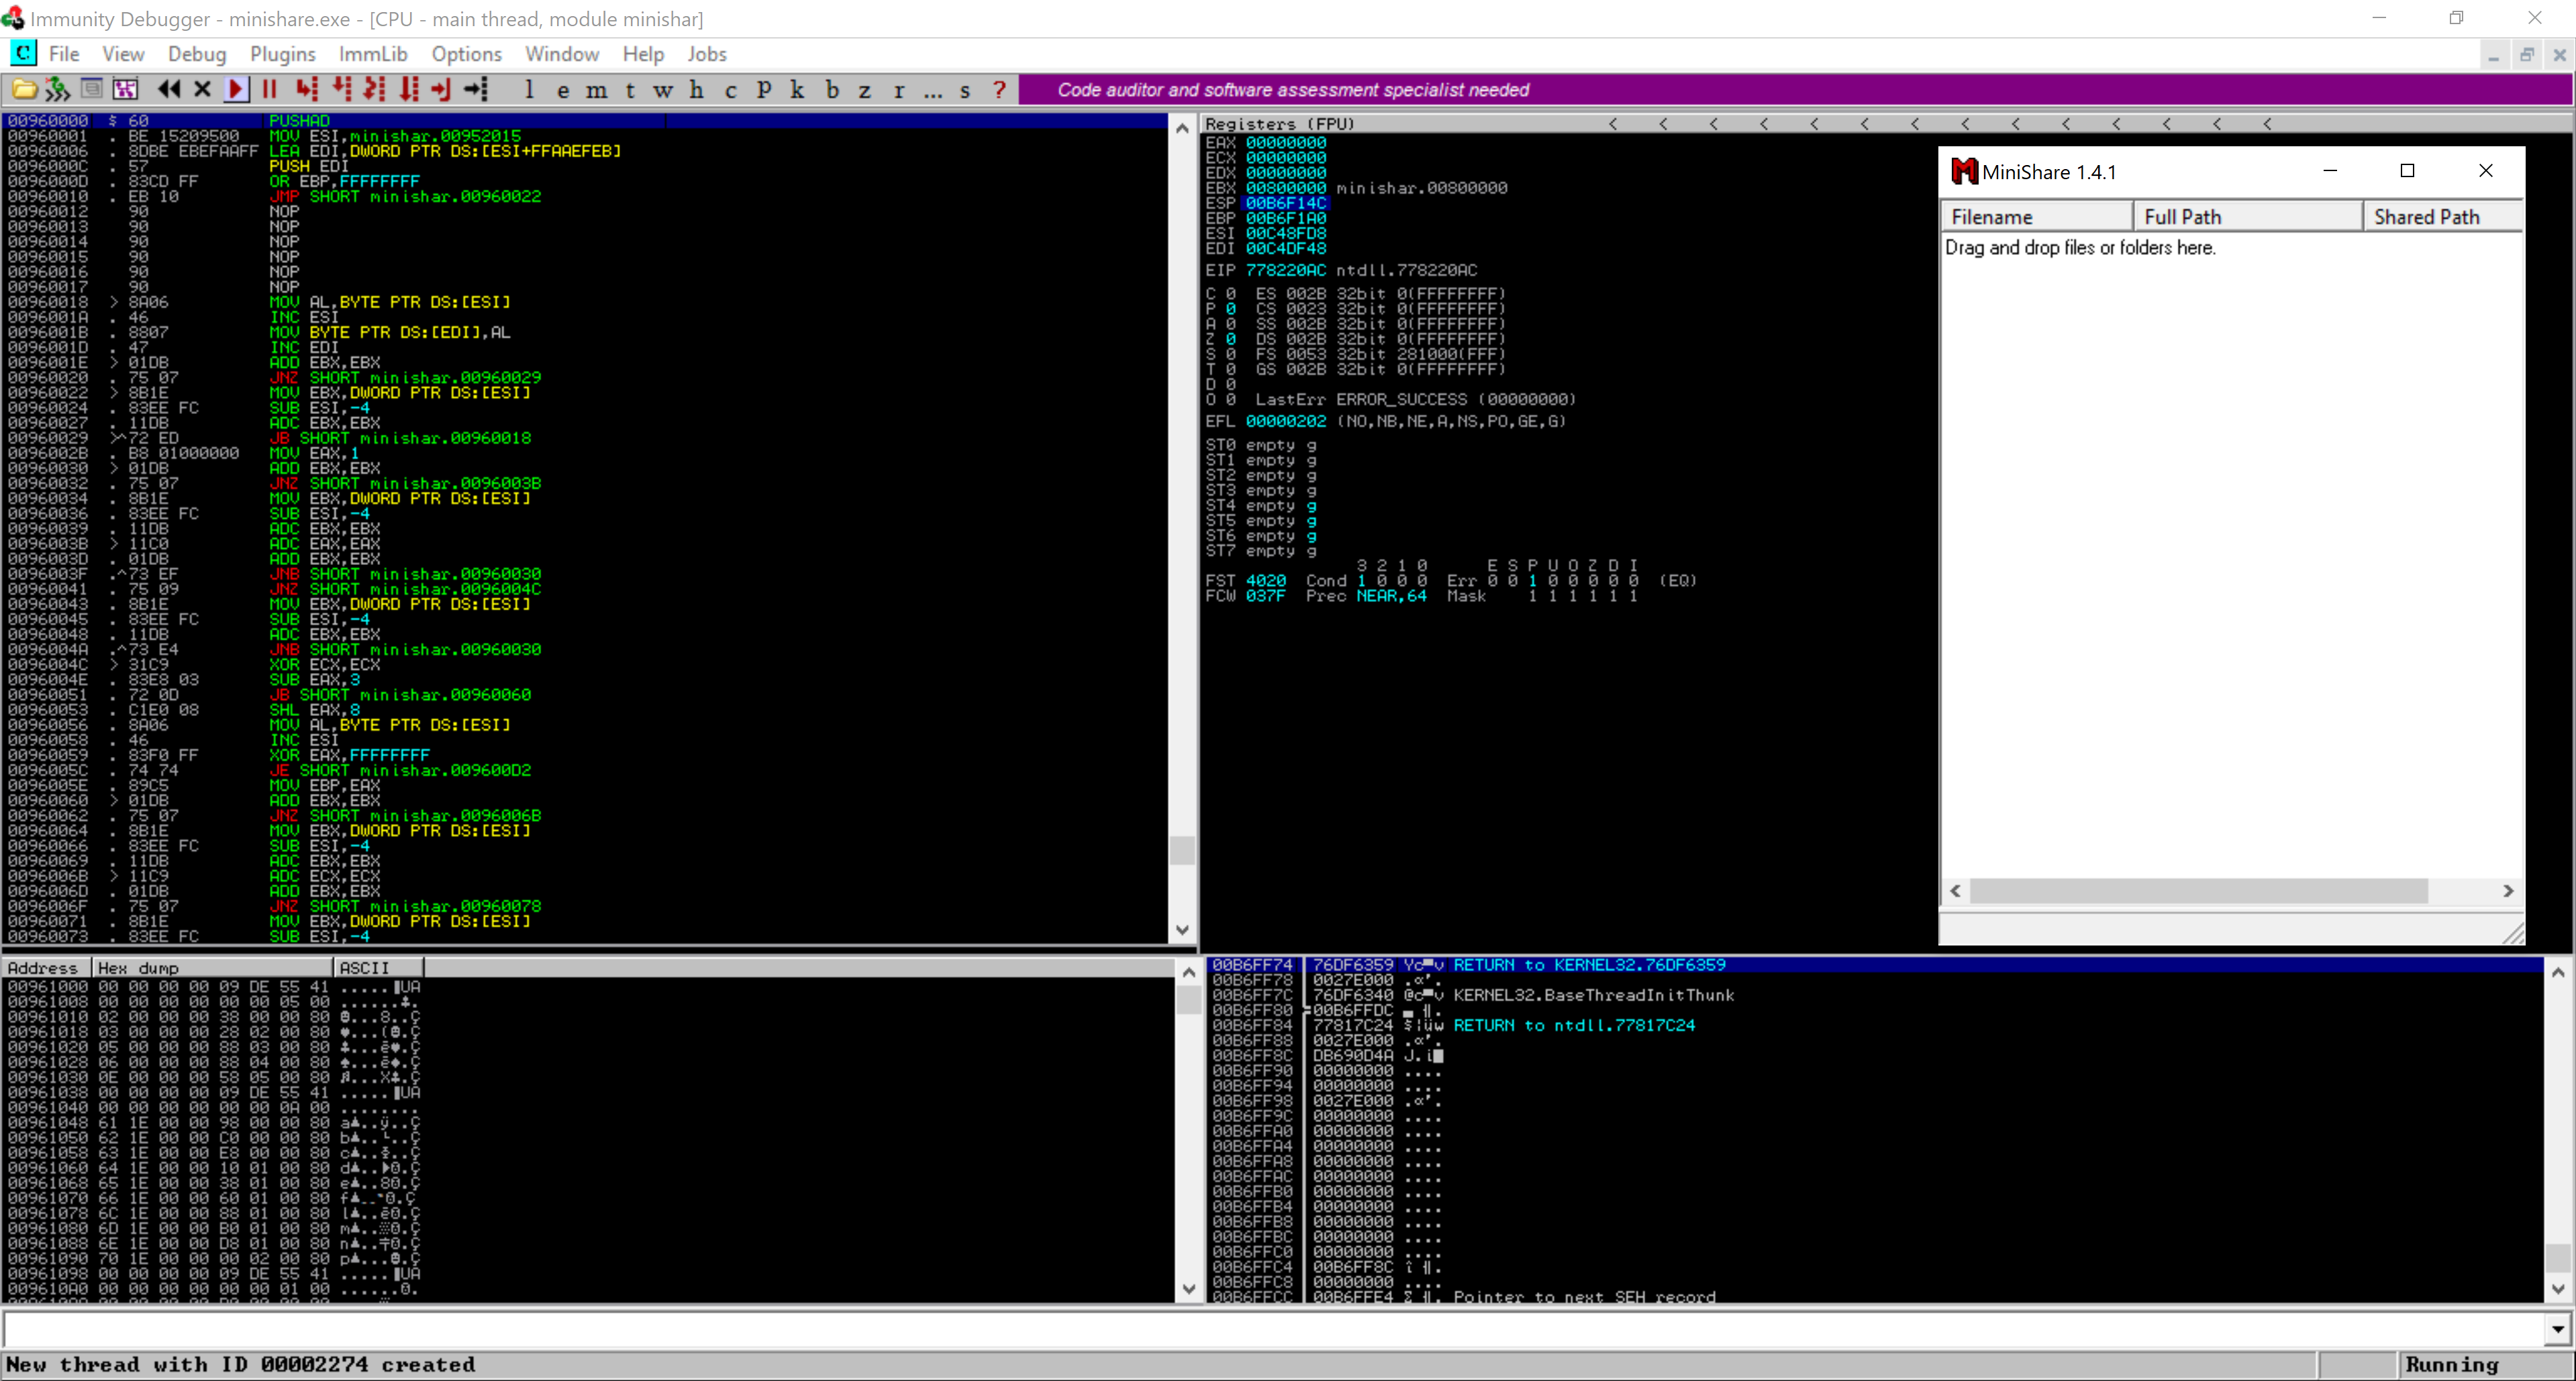 Immunity Debugger - minishare.exe - [CPU - main thread, module minishar]
C File View Debug Plugins ImmLib Options Window Help Jobs
l e m t w h c p k b z r ... s ? Code auditor and software assessment specialist needed
00960000 $ 60 PUSHAD
00960001 . BE 15209500 MOV ESI,minishar.00952015
00960006 . 8DBE EBEFAAFF LEA EDI,DWORD PTR DS:[ESI+FFAAEFEB]
0096000C . 57 PUSH EDI
0096000D . 83CD FF OR EBP,FFFFFFFF
00960010 . EB 10 JMP SHORT minishar.00960022
00960012 90 NOP
00960013 90 NOP
00960014 90 NOP
00960015 90 NOP
00960016 90 NOP
00960017 90 NOP
00960018 > 8A06 MOV AL,BYTE PTR DS:[ESI]
0096001A . 46 INC ESI
0096001B . 8807 MOV BYTE PTR DS:[EDI],AL
0096001D . 47 INC EDI
0096001E > 01DB ADD EBX,EBX
00960020 . 75 07 JNZ SHORT minishar.00960029
00960022 > 8B1E MOV EBX,DWORD PTR DS:[ESI]
00960024 . 83EE FC SUB ESI,-4
00960027 . 11DB ADC EBX,EBX
00960029 >^72 ED JB SHORT minishar.00960018
0096002B . B8 01000000 MOV EAX,1
00960030 > 01DB ADD EBX,EBX
00960032 . 75 07 JNZ SHORT minishar.0096003B
00960034 . 8B1E MOV EBX,DWORD PTR DS:[ESI]
00960036 . 83EE FC SUB ESI,-4
00960039 . 11DB ADC EBX,EBX
0096003B > 11C0 ADC EAX,EAX
0096003D . 01DB ADD EBX,EBX
0096003F .^73 EF JNB SHORT minishar.00960030
00960041 . 75 09 JNZ SHORT minishar.0096004C
00960043 . 8B1E MOV EBX,DWORD PTR DS:[ESI]
00960045 . 83EE FC SUB ESI,-4
00960048 . 11DB ADC EBX,EBX
0096004A .^73 E4 JNB SHORT minishar.00960030
0096004C > 31C9 XOR ECX,ECX
0096004E . 83E8 03 SUB EAX,3
00960051 . 72 0D JB SHORT minishar.00960060
00960053 . C1E0 08 SHL EAX,8
00960056 . 8A06 MOV AL,BYTE PTR DS:[ESI]
00960058 . 46 INC ESI
00960059 . 83F0 FF XOR EAX,FFFFFFFF
0096005C . 74 74 JE SHORT minishar.009600D2
0096005E . 89C5 MOV EBP,EAX
00960060 > 01DB ADD EBX,EBX
00960062 . 75 07 JNZ SHORT minishar.0096006B
00960064 . 8B1E MOV EBX,DWORD PTR DS:[ESI]
00960066 . 83EE FC SUB ESI,-4
00960069 . 11DB ADC EBX,EBX
0096006B > 11C9 ADC ECX,ECX
0096006D . 01DB ADD EBX,EBX
0096006F . 75 07 JNZ SHORT minishar.00960078
00960071 . 8B1E MOV EBX,DWORD PTR DS:[ESI]
00960073 . 83EE FC SUB ESI,-4
Registers (FPU) < < < < < < < < < < < < < <
EAX 00000000
ECX 00000000
EDX 00000000
EBX 00800000 minishar.00800000
ESP 00B6F14C
EBP 00B6F1A0
ESI 00C48FD8
EDI 00C4DF48
EIP 778220AC ntdll.778220AC
C 0 ES 002B 32bit 0(FFFFFFFF)
P 0 CS 0023 32bit 0(FFFFFFFF)
A 0 SS 002B 32bit 0(FFFFFFFF)
Z 0 DS 002B 32bit 0(FFFFFFFF)
S 0 FS 0053 32bit 281000(FFF)
T 0 GS 002B 32bit 0(FFFFFFFF)
D 0
O 0 LastErr ERROR_SUCCESS (00000000)
EFL 00000202 (NO,NB,NE,A,NS,PO,GE,G)
ST0 empty g
ST1 empty g
ST2 empty g
ST3 empty g
ST4 empty g
ST5 empty g
ST6 empty g
ST7 empty g
3 2 1 0 E S P U O Z D I
FST 4020 Cond 1 0 0 0 Err 0 0 1 0 0 0 0 0 (EQ)
FCW 037F Prec NEAR,64 Mask 1 1 1 1 1 1
MiniShare 1.4.1
Filename Full Path Shared Path
Drag and drop files or folders here.
Address Hex dump ASCII
00961000 00 00 00 00 09 DE 55 41 .....▐UA
00961008 00 00 00 00 00 00 05 00 ......♣.
00961010 02 00 00 00 38 00 00 80 ☻...8..Ç
00961018 03 00 00 00 28 02 00 80 ♥...(☻.Ç
00961020 05 00 00 00 88 03 00 80 ♣...ê♥.Ç
00961028 06 00 00 00 88 04 00 80 ♠...ê♦.Ç
00961030 0E 00 00 00 58 05 00 80 ♫...X♣.Ç
00961038 00 00 00 00 09 DE 55 41 .....▐UA
00961040 00 00 00 00 00 00 0A 00 ........
00961048 61 1E 00 00 98 00 00 80 a▲..ÿ..Ç
00961050 62 1E 00 00 C0 00 00 80 b▲..└..Ç
00961058 63 1E 00 00 E8 00 00 80 c▲..Φ..Ç
00961060 64 1E 00 00 10 01 00 80 d▲..►☺.Ç
00961068 65 1E 00 00 38 01 00 80 e▲..8☺.Ç
00961070 66 1E 00 00 60 01 00 80 f▲..`☺.Ç
00961078 6C 1E 00 00 88 01 00 80 l▲..ê☺.Ç
00961080 6D 1E 00 00 B0 01 00 80 m▲..░☺.Ç
00961088 6E 1E 00 00 D8 01 00 80 n▲..╪☺.Ç
00961090 70 1E 00 00 00 02 00 80 p▲...☻.Ç
00961098 00 00 00 00 09 DE 55 41 .....▐UA
009610A0 00 00 00 00 00 00 01 00 ......☺.
00B6FF74 76DF6359 Yc▀v RETURN to KERNEL32.76DF6359
00B6FF78 0027E000 .α'.
00B6FF7C 76DF6340 @c▀v KERNEL32.BaseThreadInitThunk
00B6FF80 00B6FFDC ▄ ╢.
00B6FF84 77817C24 $|üw RETURN to ntdll.77817C24
00B6FF88 0027E000 .α'.
00B6FF8C DB690D4A J.i█
00B6FF90 00000000 ....
00B6FF94 00000000 ....
00B6FF98 0027E000 .α'.
00B6FF9C 00000000 ....
00B6FFA0 00000000 ....
00B6FFA4 00000000 ....
00B6FFA8 00000000 ....
00B6FFAC 00000000 ....
00B6FFB0 00000000 ....
00B6FFB4 00000000 ....
00B6FFB8 00000000 ....
00B6FFBC 00000000 ....
00B6FFC0 00000000 ....
00B6FFC4 00B6FF8C î ╢.
00B6FFC8 00000000 ....
00B6FFCC 00B6FFE4 Σ ╢. Pointer to next SEH record
New thread with ID 00002274 created
Running